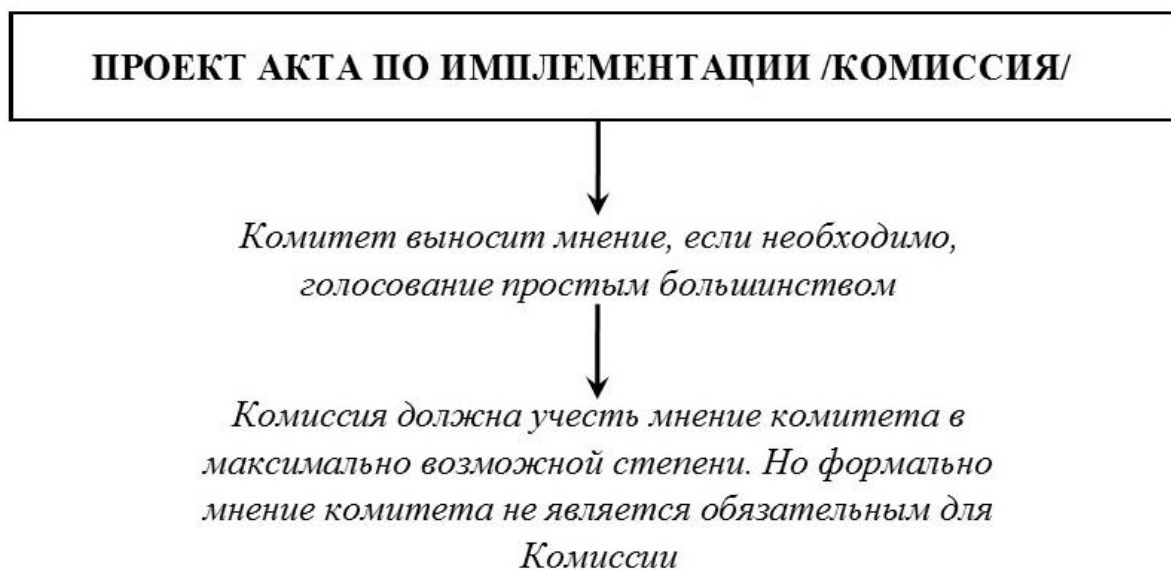 ПРОЕКТ АКТА ПО ИМПЛЕМЕНТАЦИИ /КОМИССИЯ/
Комитет выносит мнение, если необходимо,
голосование простым большинством
Комиссия должна учесть мнение комитета в
максимально возможной степени. Но формально
мнение комитета не является обязательным для
Комиссии